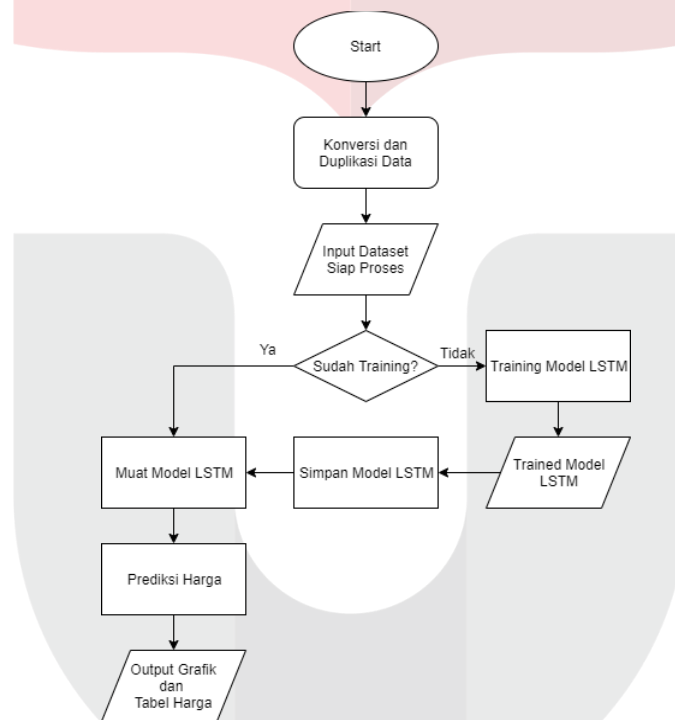 Start
Konversi dan
Duplikasi Data
Input Dataset
Siap Proses
Ya
Sudah Training?
Tidak
Training Model LSTM
Muat Model LSTM
Simpan Model LSTM
Trained Model
LSTM
Prediksi Harga
Output Grafik
dan
Tabel Harga